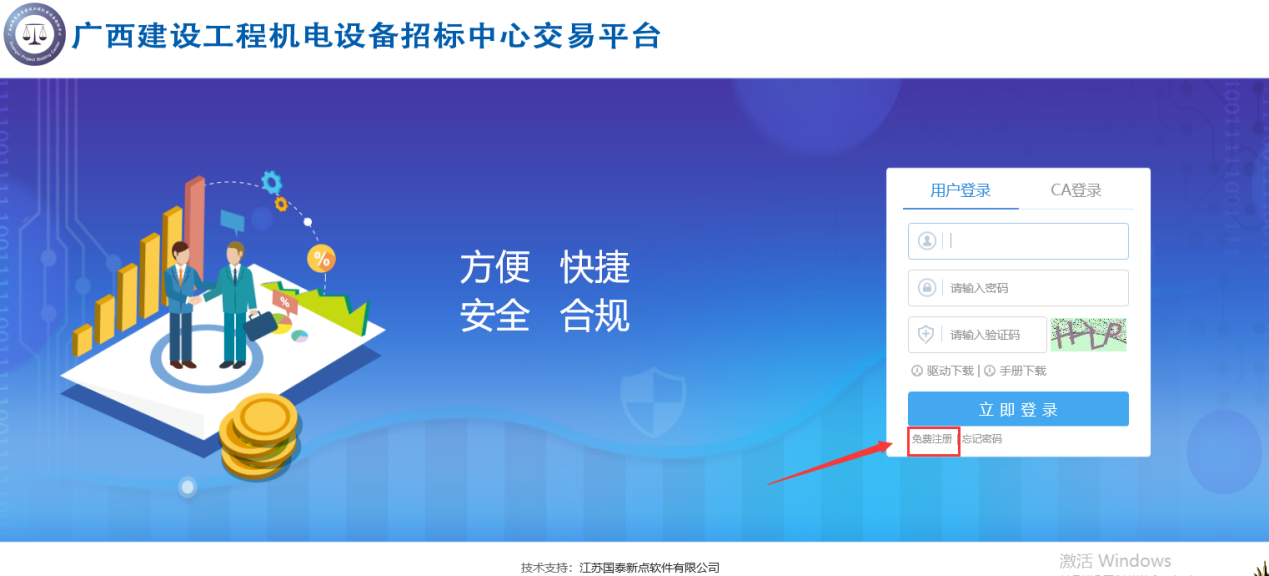 广西建设工程机电设备招标中心交易平台
用户登录 CA登录
方便 快捷
安全 合规
%
%
请输入密码
请输入验证码
驱动下载 | 手册下载
立即登录
免费注册 忘记密码
技术支持：江苏国泰新点软件有限公司
激活 Windows